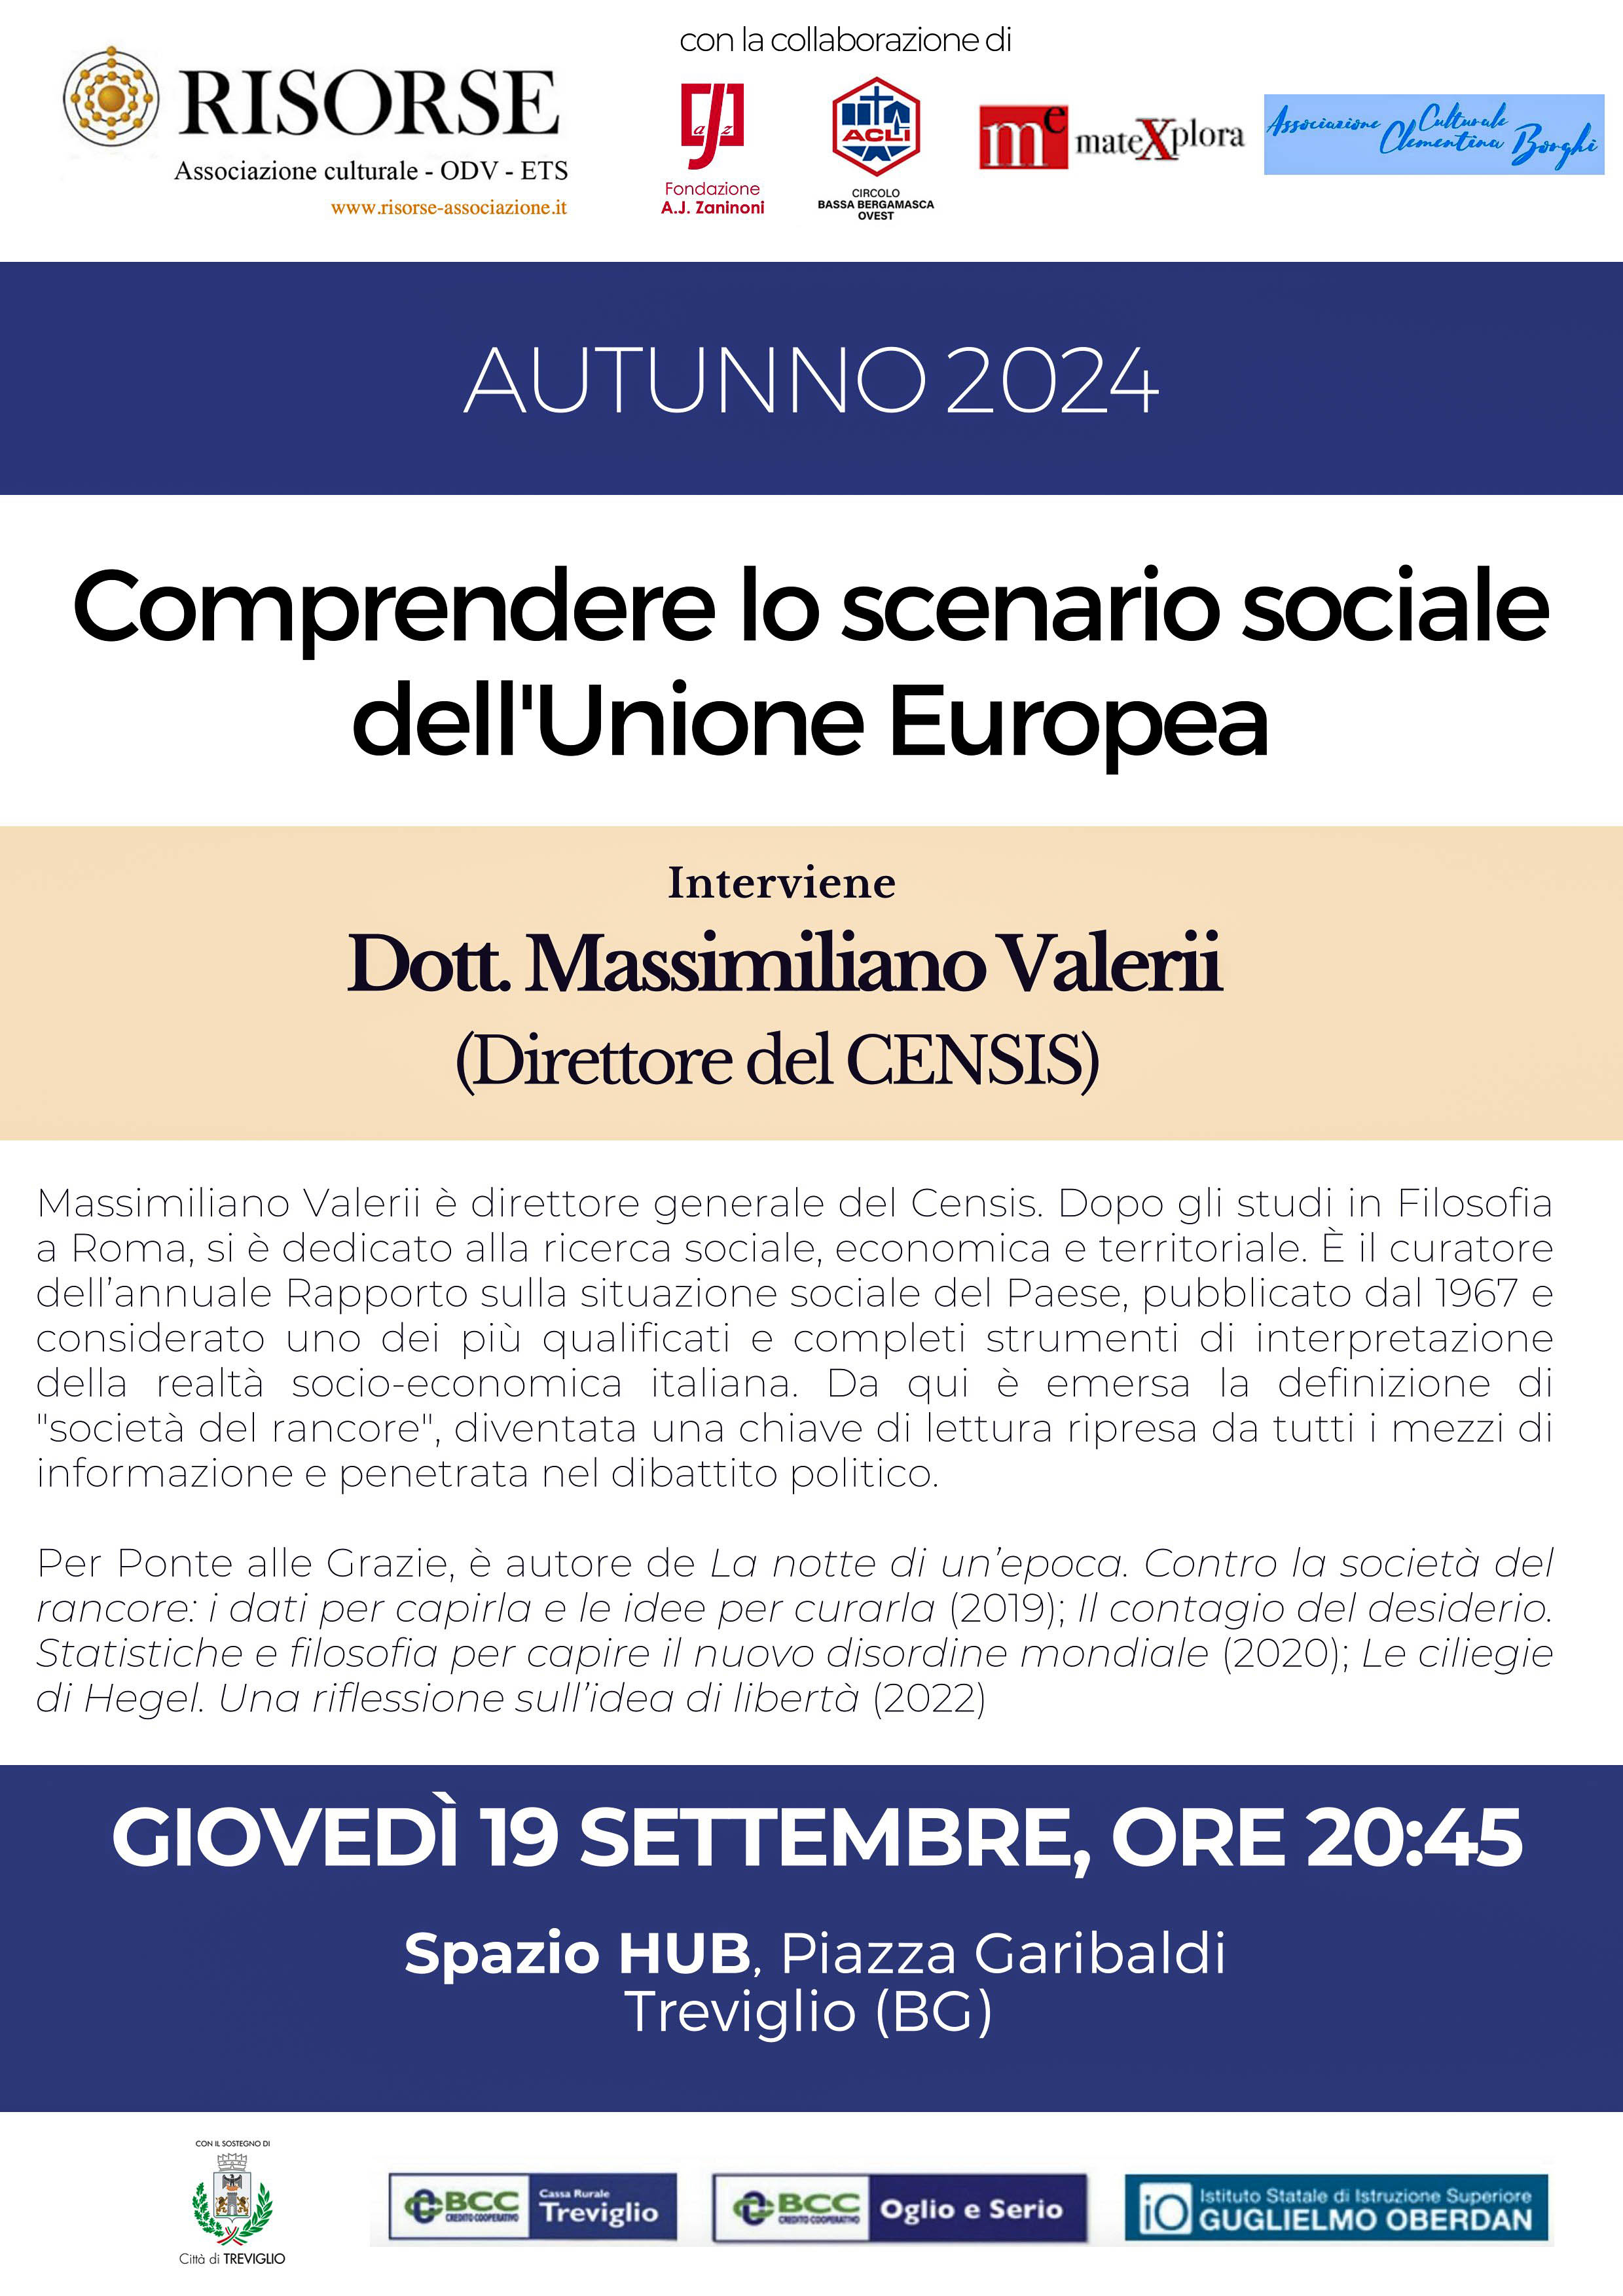 RISORSE
Associazione culturale - ODV - ETS
www.risorse-associazione.it
con la collaborazione di
ajz
Fondazione
A.J. Zaninoni
ACLI
CIRCOLO
BASSA BERGAMASCA
OVEST
me mateXplora
Associazione Culturale
Clementina Borghi
AUTUNNO 2024
Comprendere lo scenario sociale
dell'Unione Europea
Interviene
Dott. Massimiliano Valerii
(Direttore del CENSIS)
Massimiliano Valerii è direttore generale del Censis. Dopo gli studi in Filosofia
a Roma, si è dedicato alla ricerca sociale, economica e territoriale. È il curatore
dell’annuale Rapporto sulla situazione sociale del Paese, pubblicato dal 1967 e
considerato uno dei più qualificati e completi strumenti di interpretazione
della realtà socio-economica italiana. Da qui è emersa la definizione di
"società del rancore", diventata una chiave di lettura ripresa da tutti i mezzi di
informazione e penetrata nel dibattito politico.
Per Ponte alle Grazie, è autore de La notte di un’epoca. Contro la società del
rancore: i dati per capirla e le idee per curarla (2019); Il contagio del desiderio.
Statistiche e filosofia per capire il nuovo disordine mondiale (2020); Le ciliegie
di Hegel. Una riflessione sull’idea di libertà (2022)
GIOVEDÌ 19 SETTEMBRE, ORE 20:45
Spazio HUB, Piazza Garibaldi
Treviglio (BG)
CON IL SOSTEGNO DI
Città di TREVIGLIO
BCC
CREDITO COOPERATIVO
Cassa Rurale
Treviglio
BCC
CREDITO COOPERATIVO
Oglio e Serio
iO
Istituto Statale di Istruzione Superiore
GUGLIELMO OBERDAN